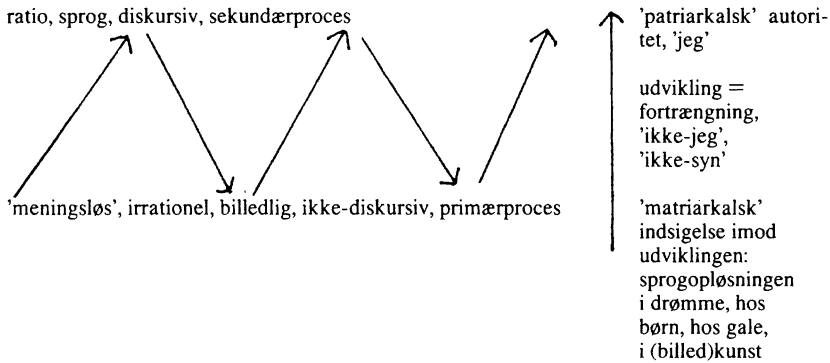 ratio, sprog, diskursiv, sekundærproces
'meningsløs', irrationel, billedlig, ikke-diskursiv, primærproces
'patriarkalsk' autori-
tet, 'jeg'
udvikling =
fortrængning,
'ikke-jeg',
'ikke-syn'
'matriarkalsk'
indsigelse imod
udviklingen:
sprogopløsningen
i drømme, hos
børn, hos gale,
i (billed)kunst